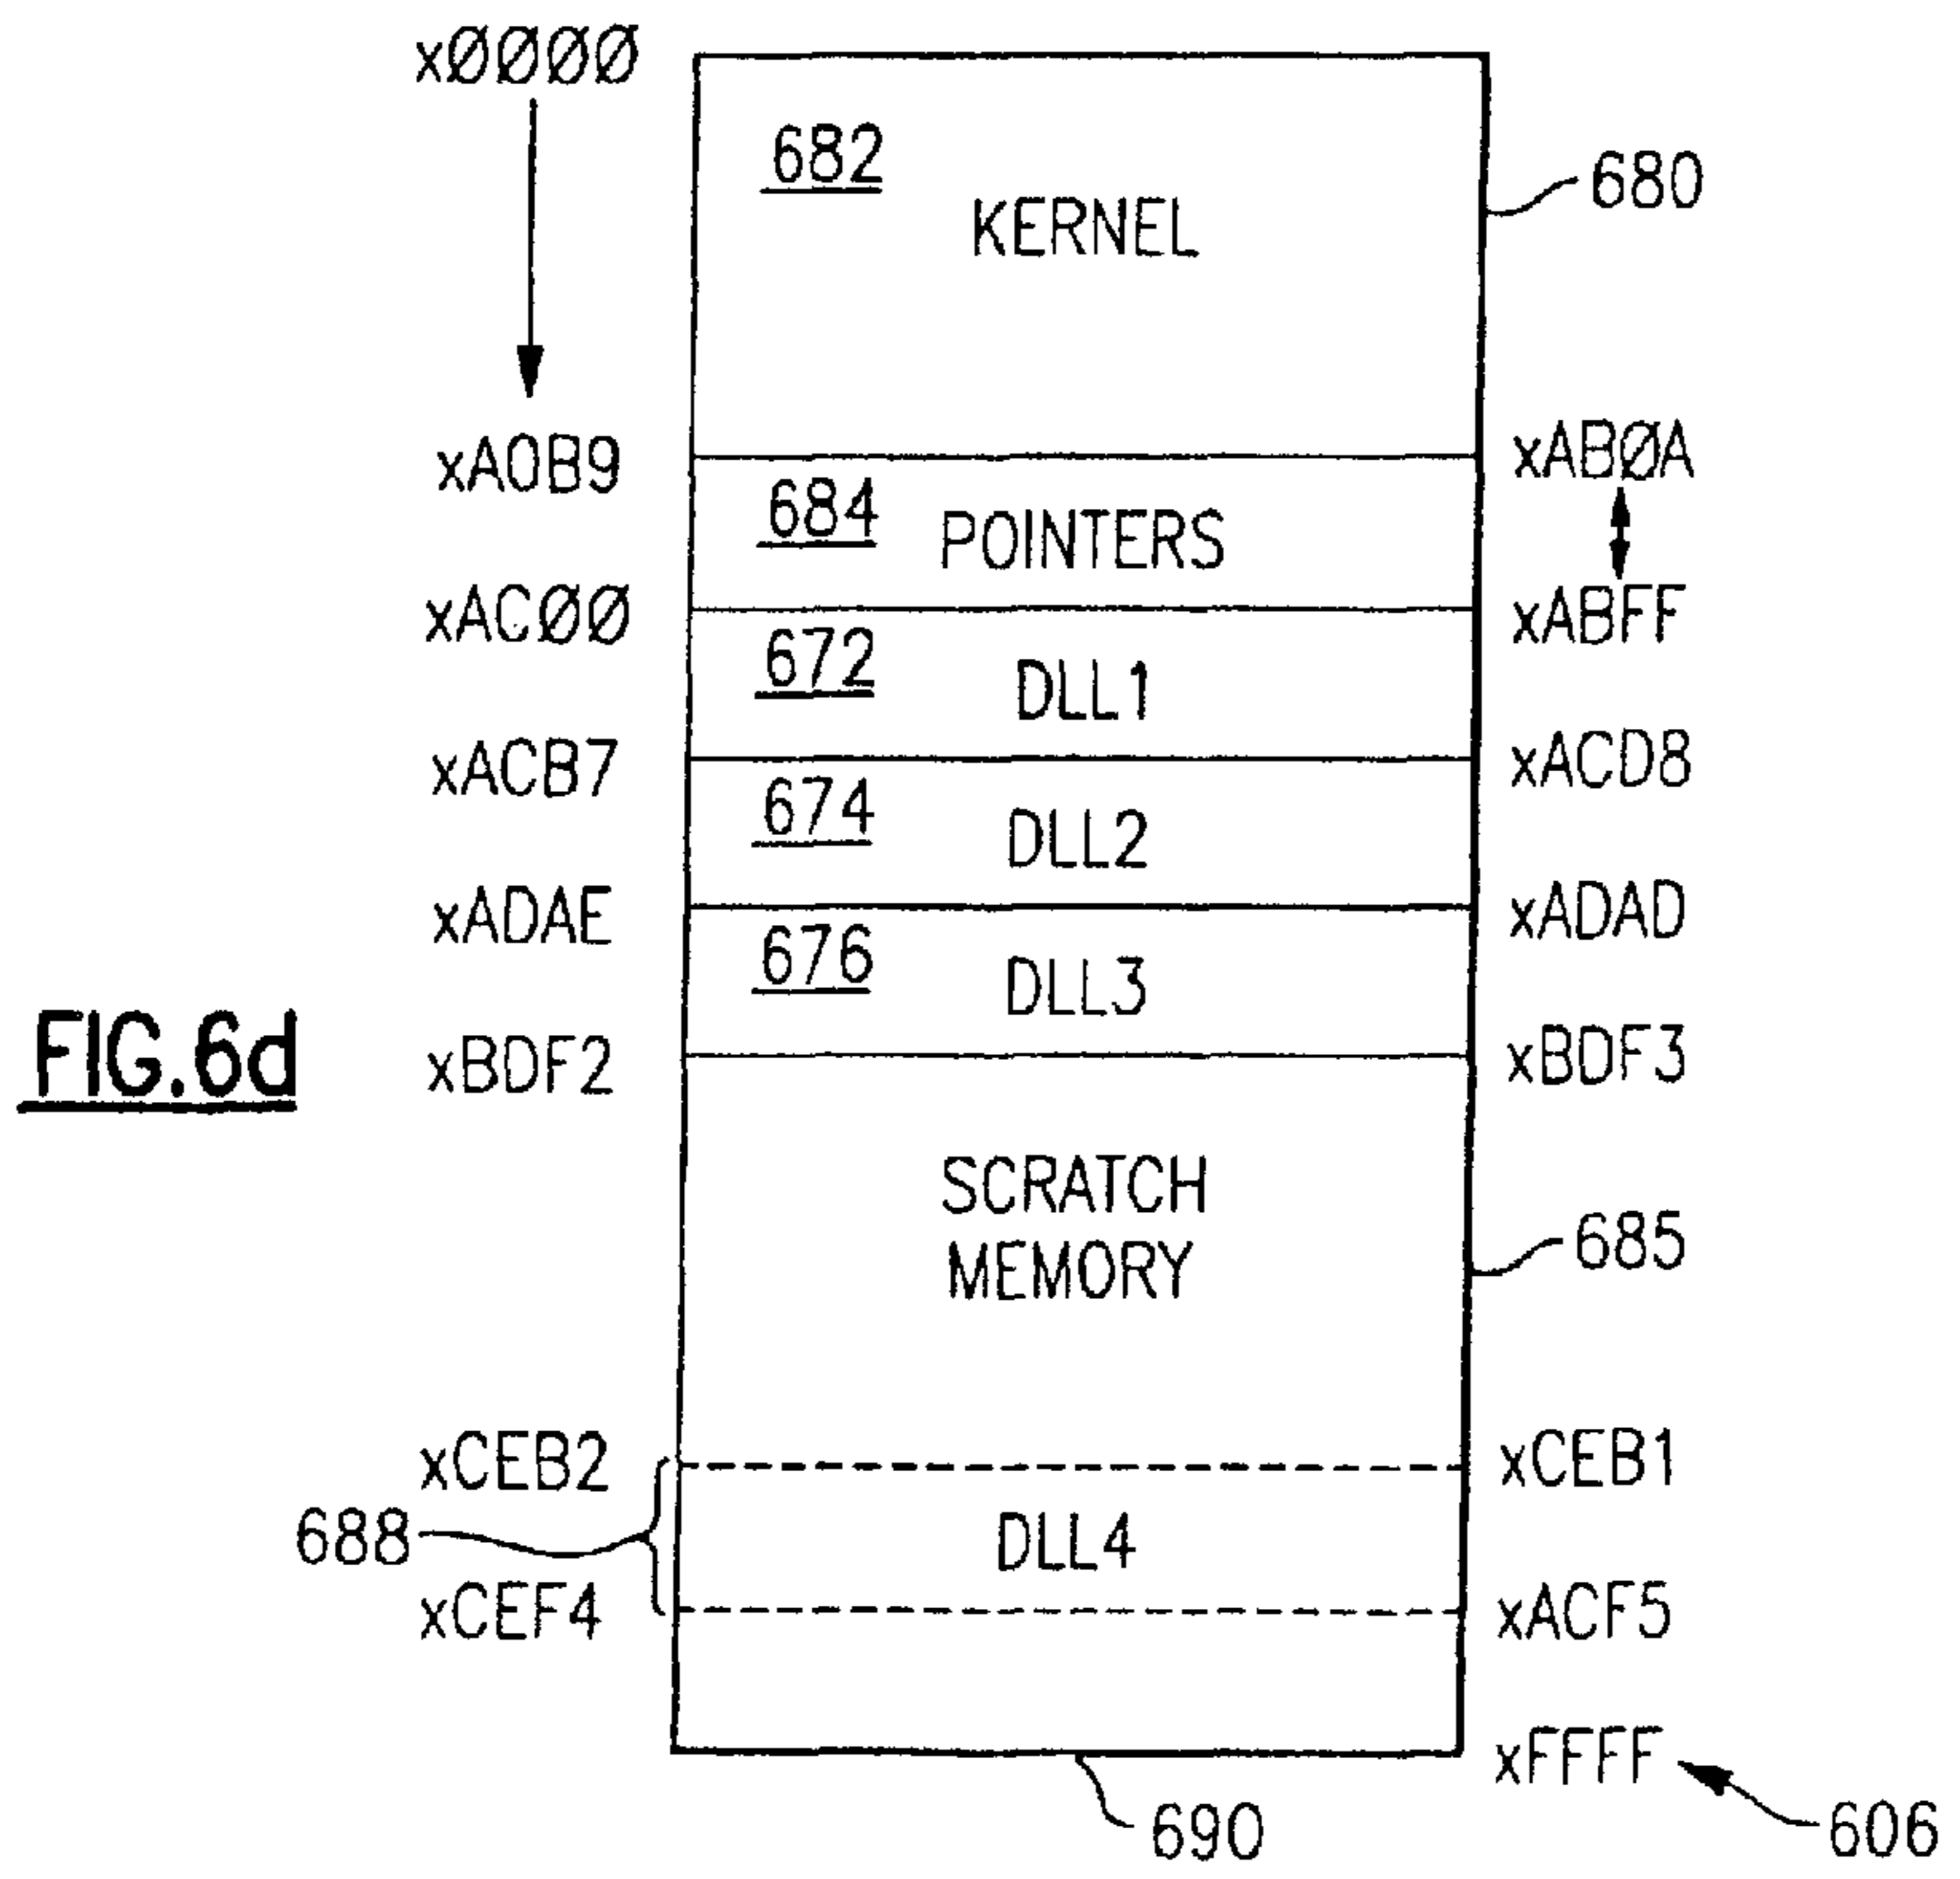 xØØØØ
682
KERNEL
680
xAOB9
xABØA
684
POINTERS
xACØØ
xABFF
672
DLL1
xACB7
xACD8
674
DLL2
xADAE
xADAD
676
DLL3
FIG.6d
xBDF2
xBDF3
SCRATCH
MEMORY
685
xCEB2
xCEB1
688
DLL4
xCEF4
xACF5
xFFFF
690
606